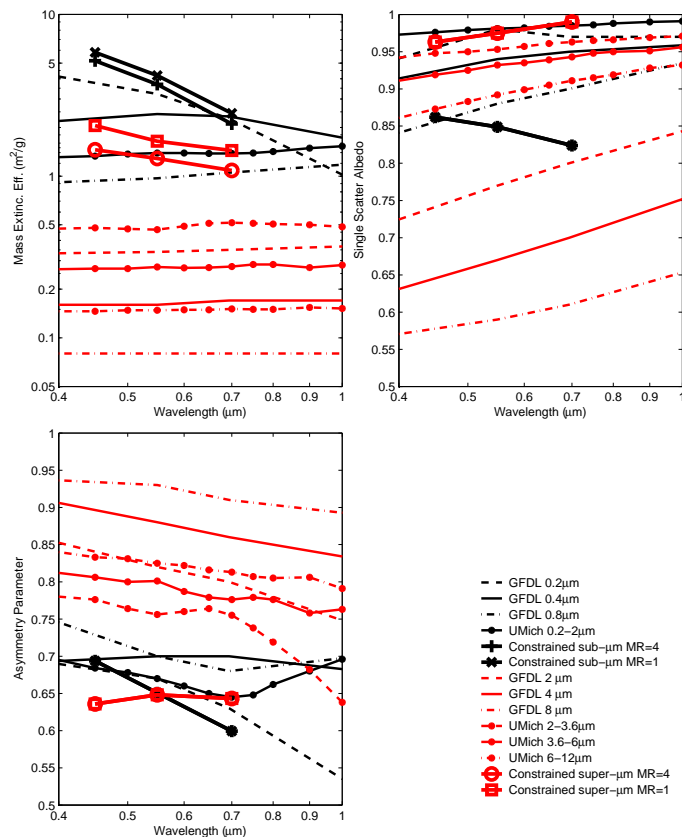 10
5
2
1
0.5
0.2
0.1
0.05
0.4
0.5
0.6
0.7
0.8
0.9
1
Wavelength (µm)
Mass Extinc. Eff. (m²/g)
1
0.95
0.9
0.85
0.8
0.75
0.7
0.65
0.6
0.55
0.5
0.4
0.5
0.6
0.7
0.8
0.9
1
Wavelength (µm)
Single Scatter Albedo
1
0.95
0.9
0.85
0.8
0.75
0.7
0.65
0.6
0.55
0.5
0.4
0.5
0.6
0.7
0.8
0.9
1
Wavelength (µm)
Asymmetry Parameter
GFDL 0.2µm
GFDL 0.4µm
GFDL 0.8µm
UMich 0.2−2µm
Constrained sub−µm MR=4
Constrained sub−µm MR=1
GFDL 2 µm
GFDL 4 µm
GFDL 8 µm
UMich 2−3.6µm
UMich 3.6−6µm
UMich 6−12µm
Constrained super−µm MR=4
Constrained super−µm MR=1